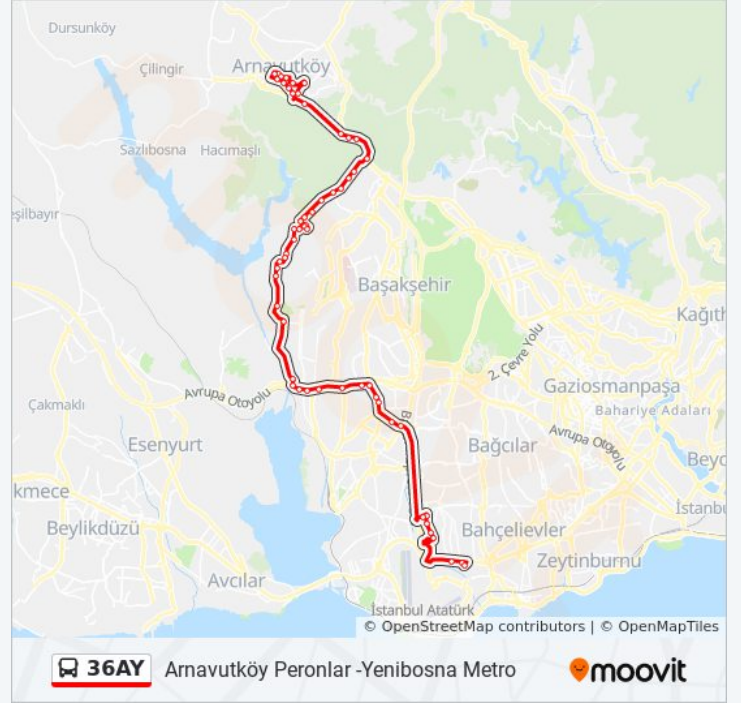 Dursunköy
Çilingir
Arnavutköy
Sazlıbosna
Hacımaşlı
şilbayır
Başakşehir
Kağıth
2. Çevre Yolu
Gaziosmanpaşa
Avrupa Otoyolu
Bahariye Adaları
Çakmaklı
B
Avrupa Otoyolu
Esenyurt
Bağcılar
Beyo
kmece
İstanbu
Beylikdüzü
Bahçelievler
Zeytinburnu
Avcılar
İstanbul Atatürk
© OpenStreetMap contributors | © OpenMapTiles
36AY
Arnavutköy Peronlar -Yenibosna Metro
moovit